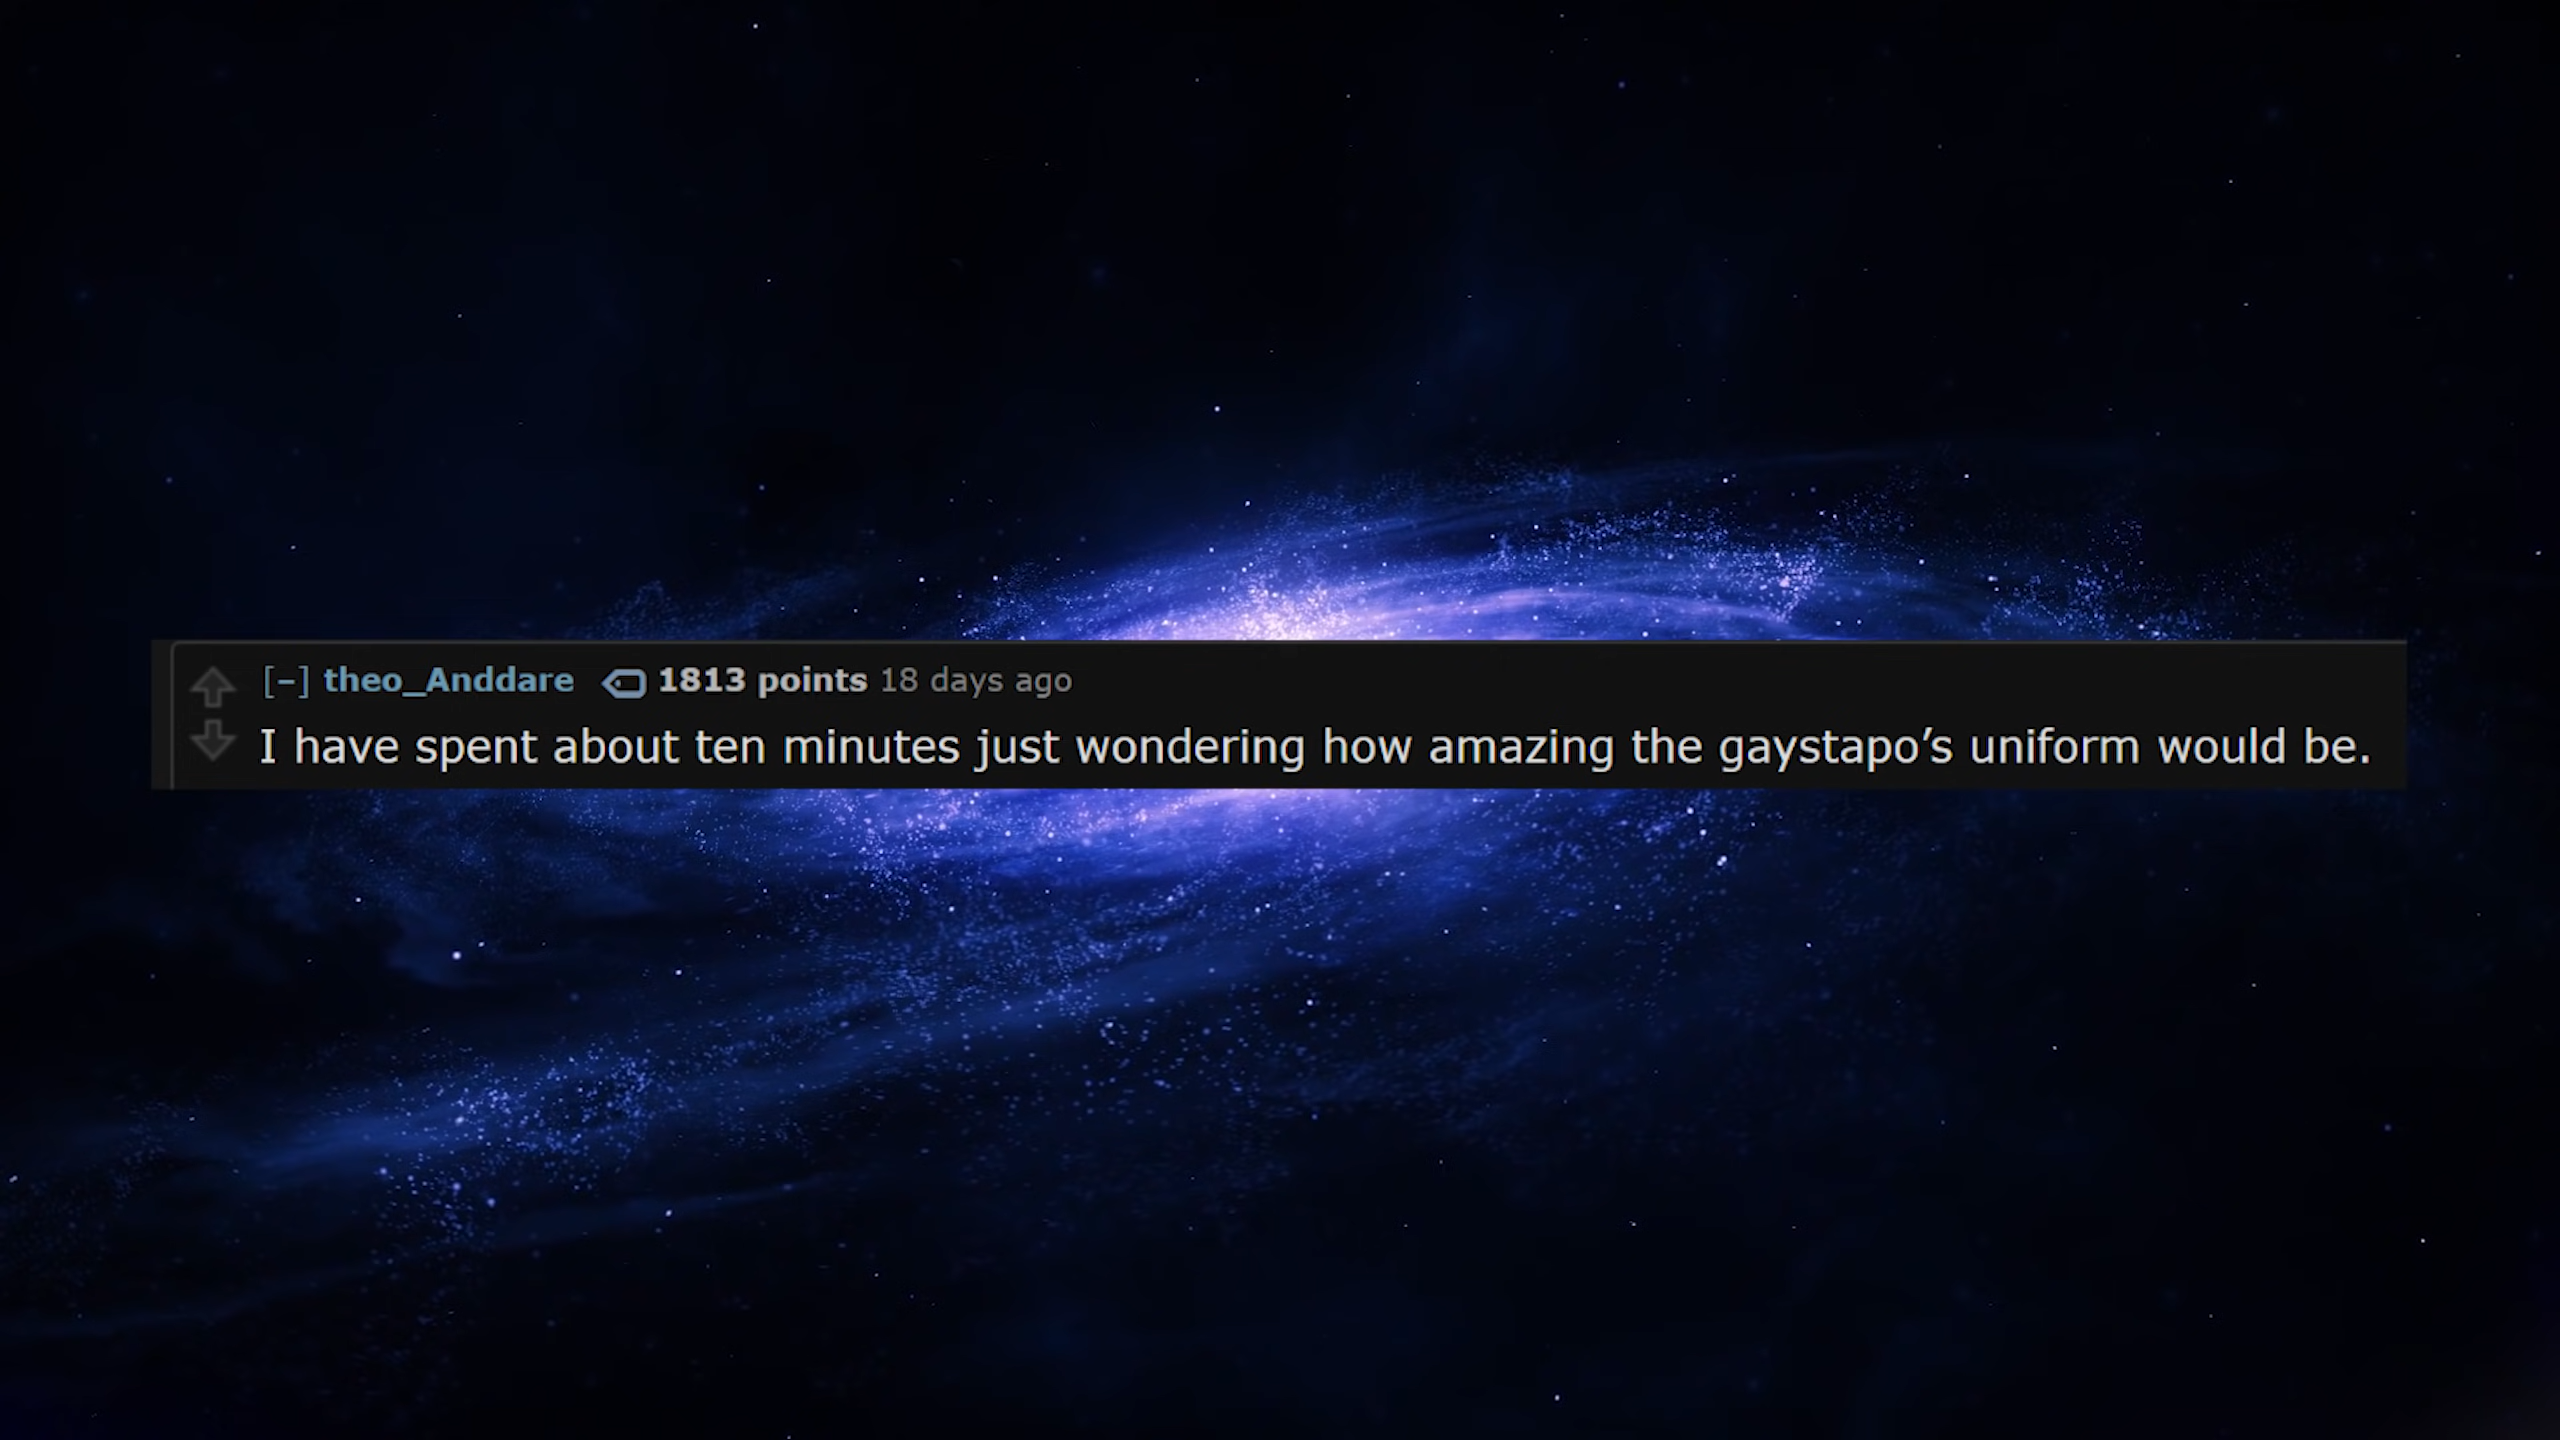 [–] theo_Anddare 1813 points 18 days ago
I have spent about ten minutes just wondering how amazing the gaystapo’s uniform would be.